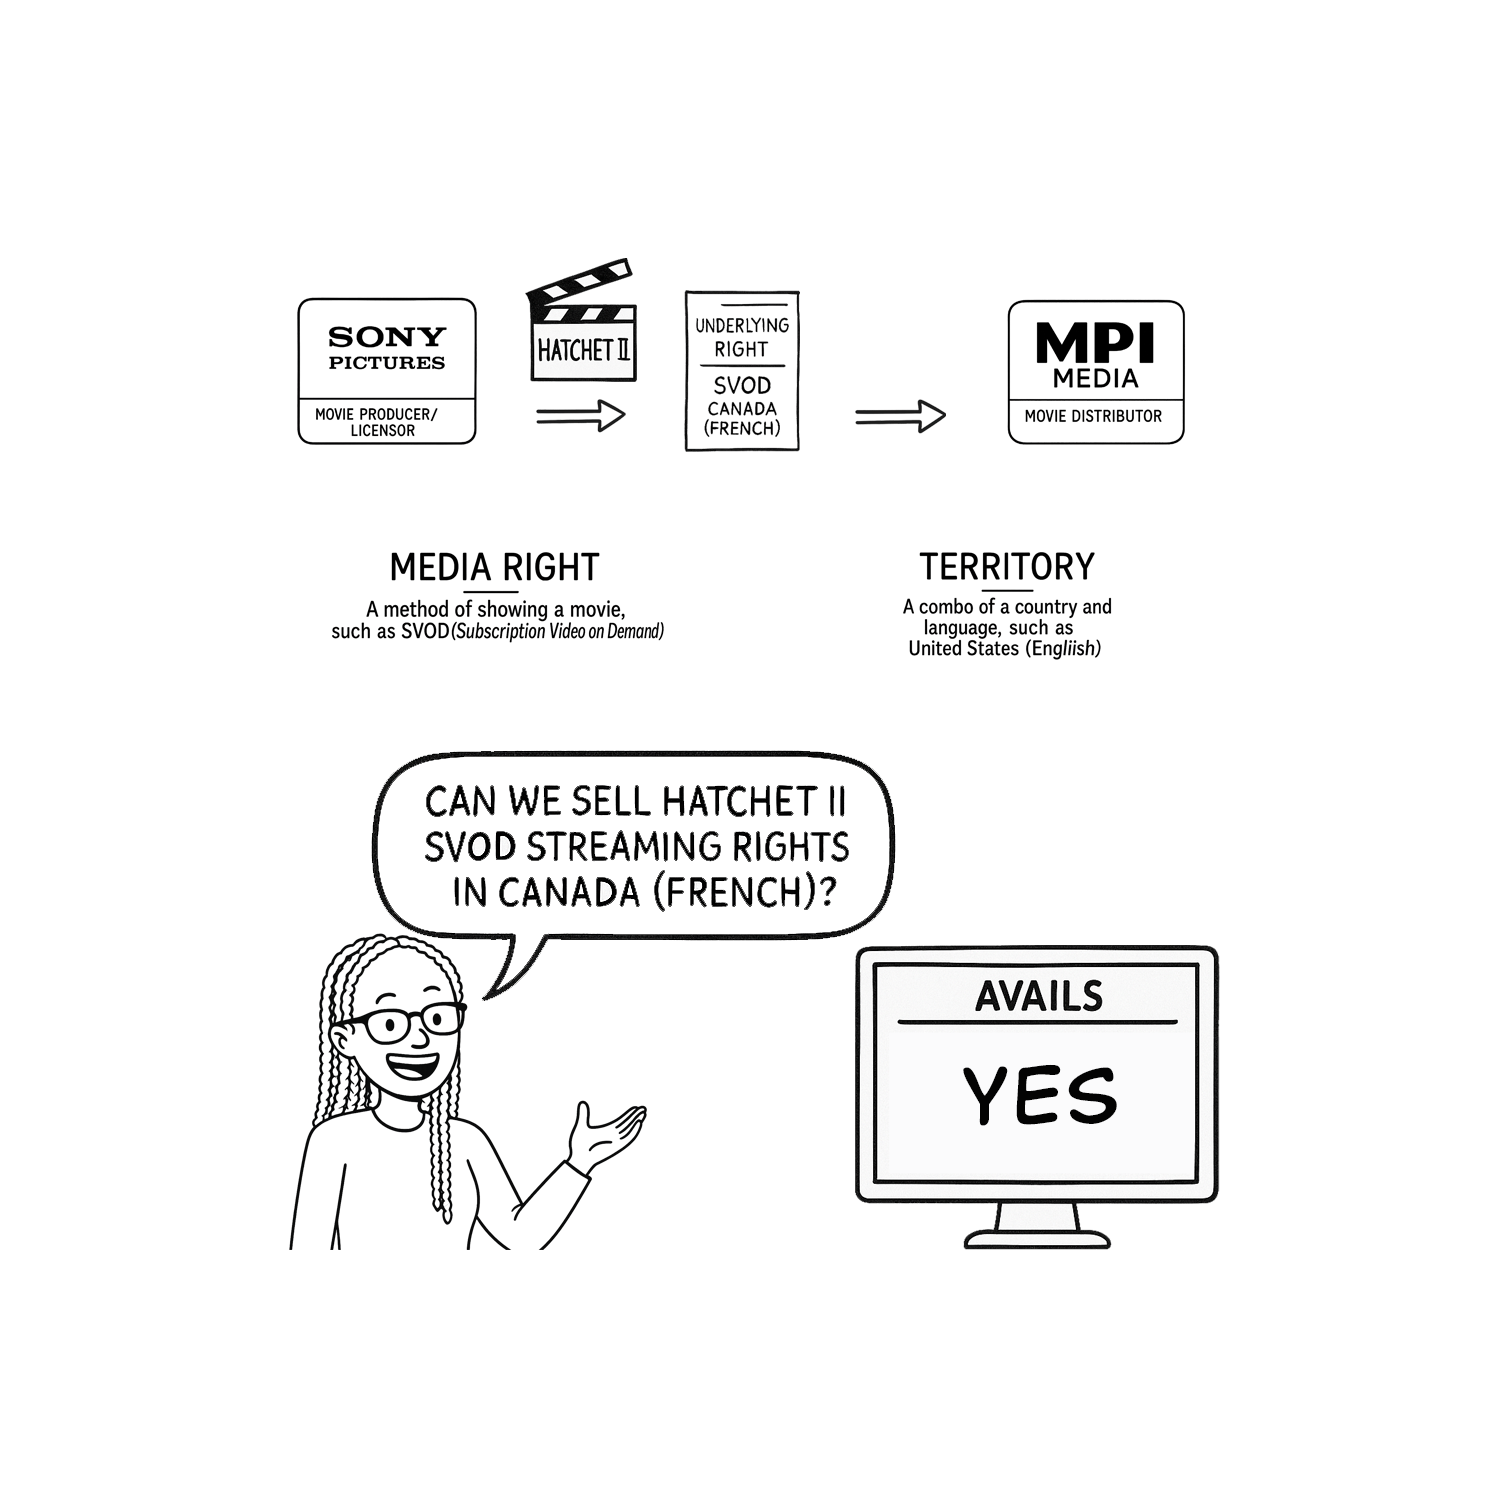 SONY
PICTURES
MOVIE PRODUCER/
LICENSOR
HATCHET II
UNDERLYING
RIGHT
SVOD
CANADA
(FRENCH)
MPI
MEDIA
MOVIE DISTRIBUTOR
MEDIA RIGHT
A method of showing a movie,
such as SVOD(Subscription Video on Demand)
TERRITORY
A combo of a country and
language, such as
United States (Engliish)
CAN WE SELL HATCHET II
SVOD STREAMING RIGHTS
IN CANADA (FRENCH)?
AVAILS
YES